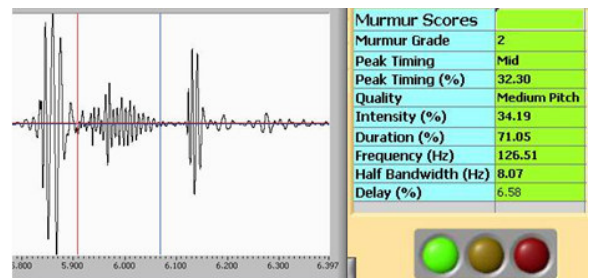 Murmur Scores
Murmur Grade 2
Peak Timing Mid
Peak Timing (%) 32.30
Quality Medium Pitch
Intensity (%) 34.19
Duration (%) 71.05
Frequency (Hz) 126.51
Half Bandwidth (Hz) 8.07
Delay (%) 6.58
5.800 5.900 6.000 6.100 6.200 6.300 6.397